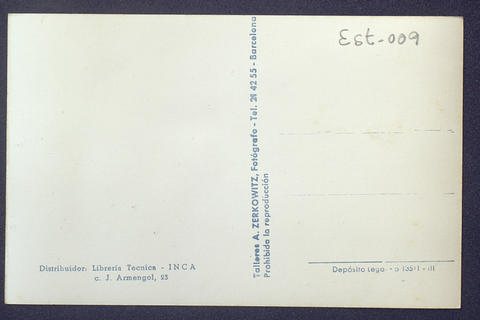 Est-009
Talleres A. ZERKOWITZ, Fotógrafo - Tel. 21 42 55 - Barcelona
Prohibida la reproducción
Distribuidor: Librería Tecnica - INCA
c. J. Armengol, 23
Depósito Legal